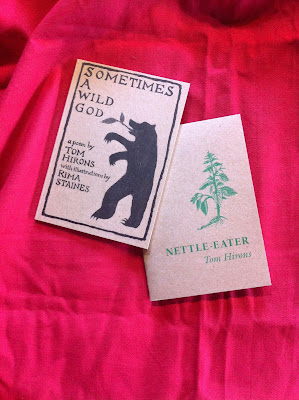 SOMETIMES
A
WILD
GOD
a poem by
TOM
HIRONS
with illustrations by
RIMA
STAINES
NETTLE-EATER
Tom Hirons